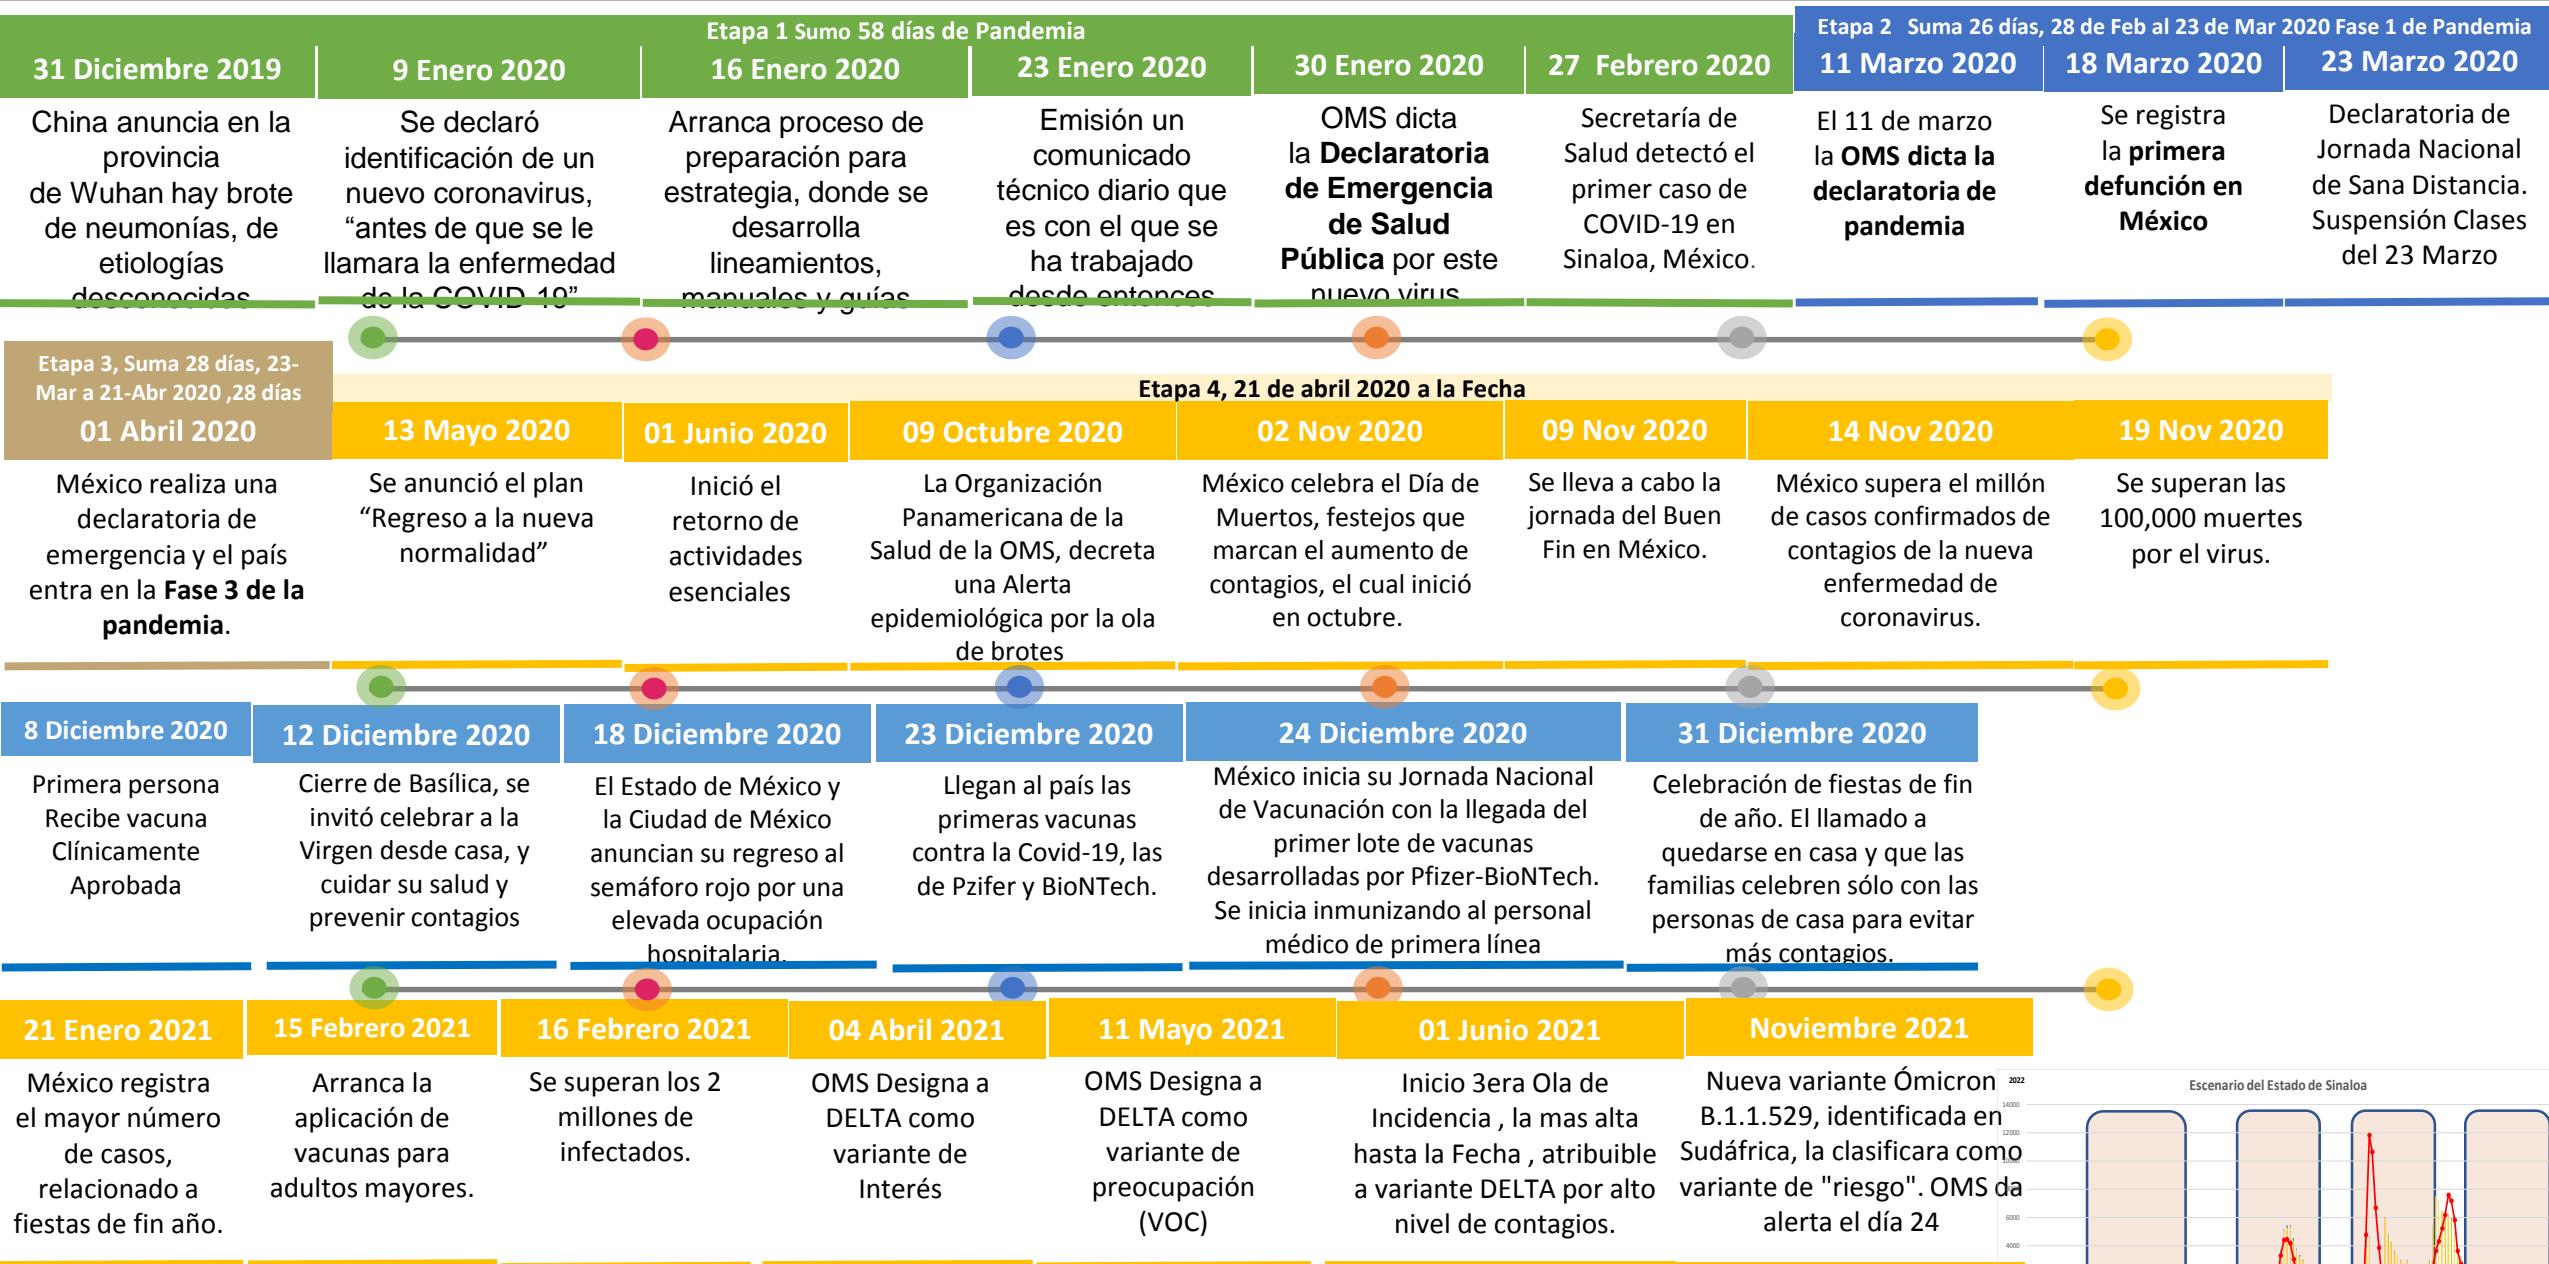 Etapa 1 Sumo 58 días de Pandemia
Etapa 2 Suma 26 días, 28 de Feb al 23 de Mar 2020 Fase 1 de Pandemia
31 Diciembre 2019
China anuncia en la
provincia
de Wuhan hay brote
de neumonías, de
etiologías
desconocidas
9 Enero 2020
Se declaró
identificación de un
nuevo coronavirus,
“antes de que se le
llamara la enfermedad
de la COVID-19”
16 Enero 2020
Arranca proceso de
preparación para
estrategia, donde se
desarrolla
lineamientos,
manuales y guías
23 Enero 2020
Emisión un
comunicado
técnico diario que
es con el que se
ha trabajado
desde entonces
30 Enero 2020
OMS dicta
la Declaratoria
de Emergencia
de Salud
Pública por este
nuevo virus
27 Febrero 2020
Secretaría de
Salud detectó el
primer caso de
COVID-19 en
Sinaloa, México.
11 Marzo 2020
El 11 de marzo
la OMS dicta la
declaratoria de
pandemia
18 Marzo 2020
Se registra
la primera
defunción en
México
23 Marzo 2020
Declaratoria de
Jornada Nacional
de Sana Distancia.
Suspensión Clases
del 23 Marzo
Etapa 3, Suma 28 días, 23-
Mar a 21-Abr 2020 ,28 días
Etapa 4, 21 de abril 2020 a la Fecha
01 Abril 2020
México realiza una
declaratoria de
emergencia y el país
entra en la Fase 3 de la
pandemia.
13 Mayo 2020
Se anunció el plan
“Regreso a la nueva
normalidad”
01 Junio 2020
Inició el
retorno de
actividades
esenciales
09 Octubre 2020
La Organización
Panamericana de la
Salud de la OMS, decreta
una Alerta
epidemiológica por la ola
de brotes
02 Nov 2020
México celebra el Día de
Muertos, festejos que
marcan el aumento de
contagios, el cual inició
en octubre.
09 Nov 2020
Se lleva a cabo la
jornada del Buen
Fin en México.
14 Nov 2020
México supera el millón
de casos confirmados de
contagios de la nueva
enfermedad de
coronavirus.
19 Nov 2020
Se superan las
100,000 muertes
por el virus.
8 Diciembre 2020
Primera persona
Recibe vacuna
Clínicamente
Aprobada
12 Diciembre 2020
Cierre de Basílica, se
invitó celebrar a la
Virgen desde casa, y
cuidar su salud y
prevenir contagios
18 Diciembre 2020
El Estado de México y
la Ciudad de México
anuncian su regreso al
semáforo rojo por una
elevada ocupación
hospitalaria.
23 Diciembre 2020
Llegan al país las
primeras vacunas
contra la Covid-19, las
de Pzifer y BioNTech.
24 Diciembre 2020
México inicia su Jornada Nacional
de Vacunación con la llegada del
primer lote de vacunas
desarrolladas por Pfizer-BioNTech.
Se inicia inmunizando al personal
médico de primera línea
31 Diciembre 2020
Celebración de fiestas de fin
de año. El llamado a
quedarse en casa y que las
familias celebren sólo con las
personas de casa para evitar
más contagios.
21 Enero 2021
México registra
el mayor número
de casos,
relacionado a
fiestas de fin año.
15 Febrero 2021
Arranca la
aplicación de
vacunas para
adultos mayores.
16 Febrero 2021
Se superan los 2
millones de
infectados.
04 Abril 2021
OMS Designa a
DELTA como
variante de
Interés
11 Mayo 2021
OMS Designa a
DELTA como
variante de
preocupación
(VOC)
01 Junio 2021
Inicio 3era Ola de
Incidencia , la mas alta
hasta la Fecha , atribuible
a variante DELTA por alto
nivel de contagios.
Noviembre 2021
Nueva variante Ómicron
B.1.1.529, identificada en
Sudáfrica, la clasificara como
variante de "riesgo". OMS da
alerta el día 24
2022
Escenario del Estado de Sinaloa
14000
12000
10000
6000
4000